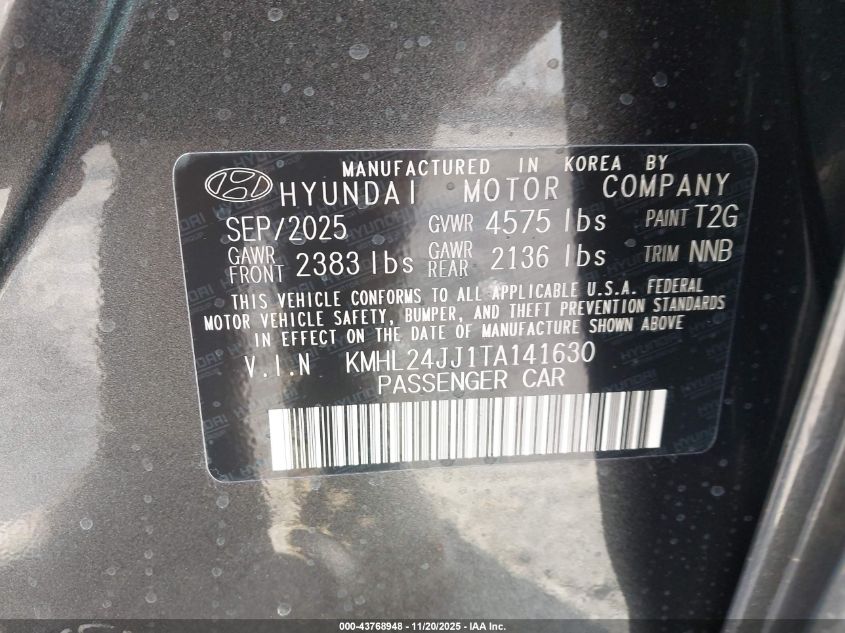 MANUFACTURED IN KOREA BY
HYUNDAI MOTOR COMPANY
SEP/2025 GVWR 4575 lbs PAINT T2G
GAWR FRONT 2383 lbs GAWR REAR 2136 lbs TRIM NNB
THIS VEHICLE CONFORMS TO ALL APPLICABLE U.S.A. FEDERAL
MOTOR VEHICLE SAFETY, BUMPER, AND THEFT PREVENTION STANDARDS
IN EFFECT ON THE DATE OF MANUFACTURE SHOWN ABOVE
V.I.N KMHL24JJ1TA141630
PASSENGER CAR
000-43768948 - 11/20/2025 - IAA Inc.